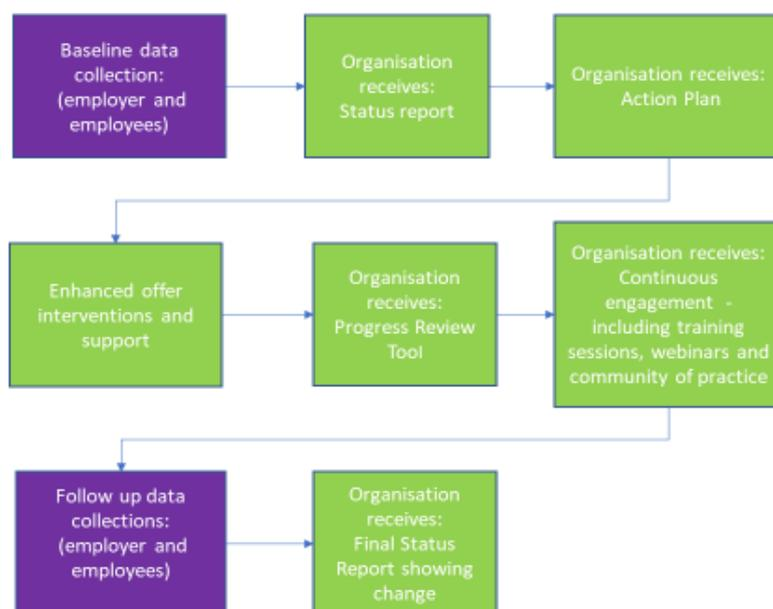 Baseline data
collection:
(employer and
employees)
Organisation
receives:
Status report
Organisation receives:
Action Plan
Enhanced offer
interventions and
support
Organisation
receives:
Progress Review
Tool
Organisation receives:
Continuous
engagement -
including training
sessions, webinars and
community of practice
Follow up data
collections:
(employer and
employees)
Organisation
receives:
Final Status
Report showing
change